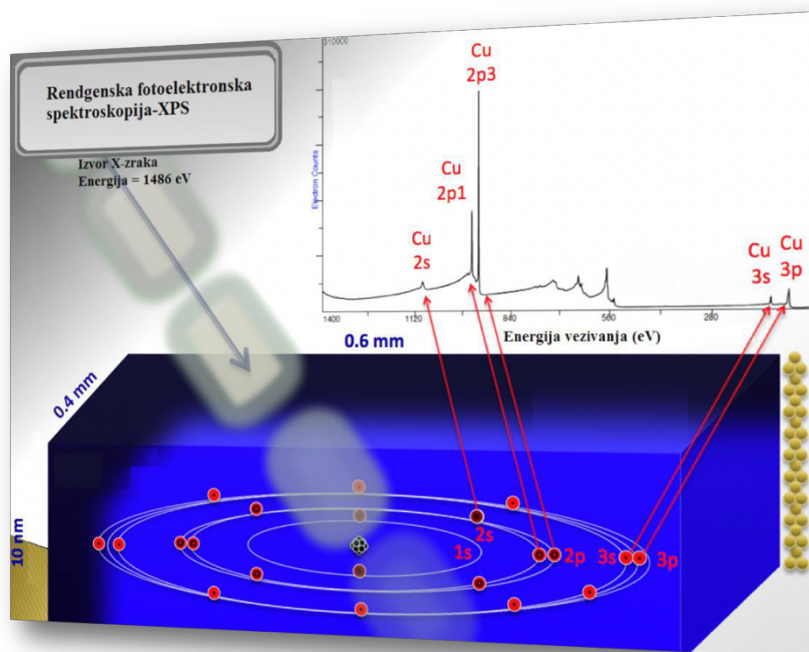 Rendgenska fotoelektronska
spektroskopija-XPS
Izvor X-zraka
Energija = 1486 eV
310000
Electron Counts
Cu
2p3
Cu
2p1
Cu
2s
Cu
3s
Cu
3p
1400
1120
840
560
280
Energija vezivanja (eV)
0.6 mm
0.4 mm
10 nm
1s
2s
2p
3s
3p